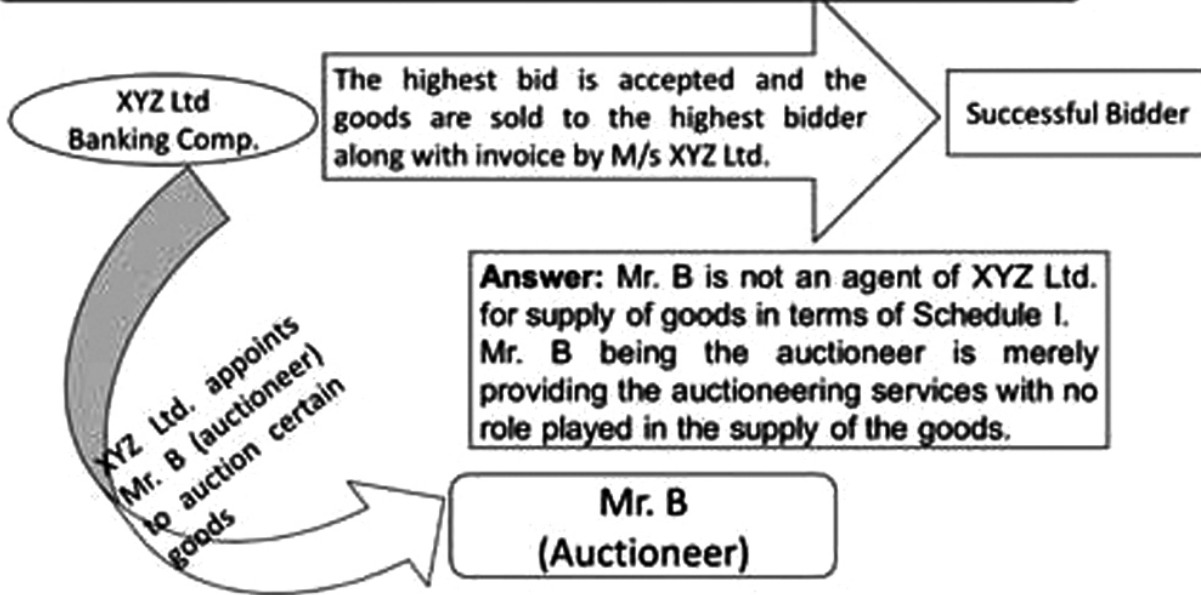 XYZ Ltd
Banking Comp.
The highest bid is accepted and the
goods are sold to the highest bidder
along with invoice by M/s XYZ Ltd.
Successful Bidder
Answer: Mr. B is not an agent of XYZ Ltd.
for supply of goods in terms of Schedule I.
Mr. B being the auctioneer is merely
providing the auctioneering services with no
role played in the supply of the goods.
XYZ Ltd. appoints
Mr. B (auctioneer)
to auction certain
goods
Mr. B
(Auctioneer)